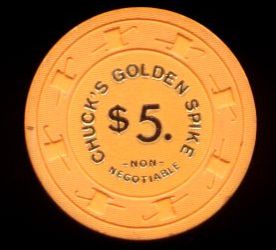 CHUCK'S GOLDEN SPIKE
$5.
-NON-
NEGOTIABLE